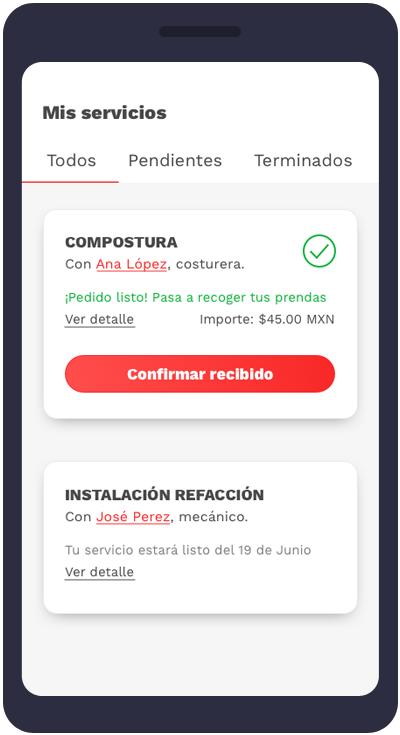 Mis servicios
Todos Pendientes Terminados
COMPOSTURA
Con Ana López, costurera.
¡Pedido listo! Pasa a recoger tus prendas
Ver detalle Importe: $45.00 MXN
Confirmar recibido
INSTALACIÓN REFACCIÓN
Con José Perez, mecánico.
Tu servicio estará listo del 19 de Junio
Ver detalle